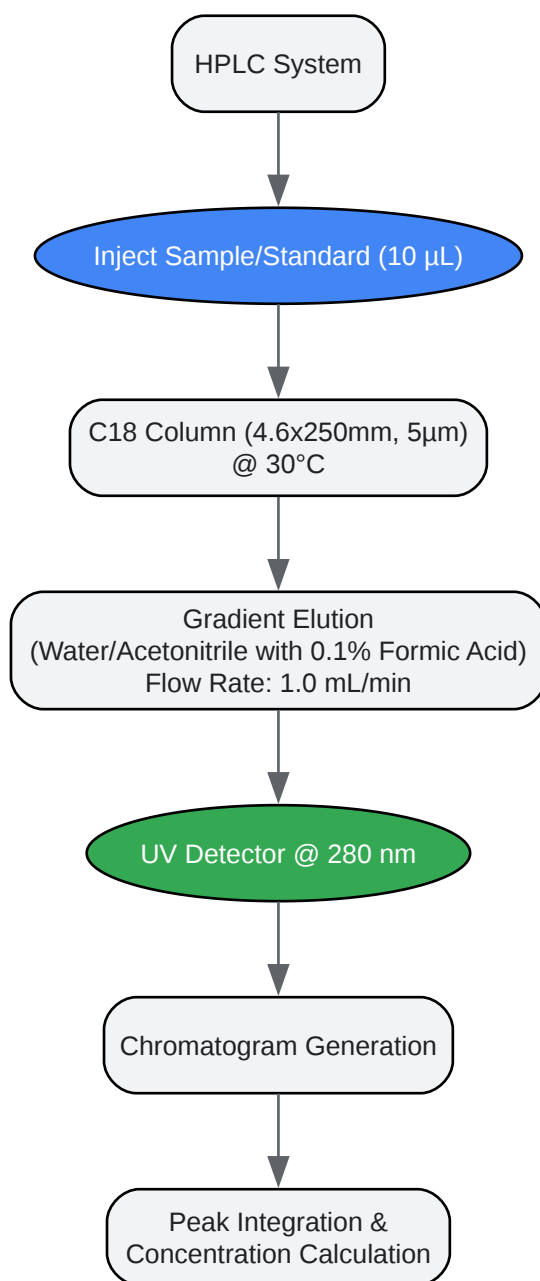 HPLC System
Inject Sample/Standard (10 µL)
C18 Column (4.6x250mm, 5µm)
@ 30°C
Gradient Elution
(Water/Acetonitrile with 0.1% Formic Acid)
Flow Rate: 1.0 mL/min
UV Detector @ 280 nm
Chromatogram Generation
Peak Integration &
Concentration Calculation